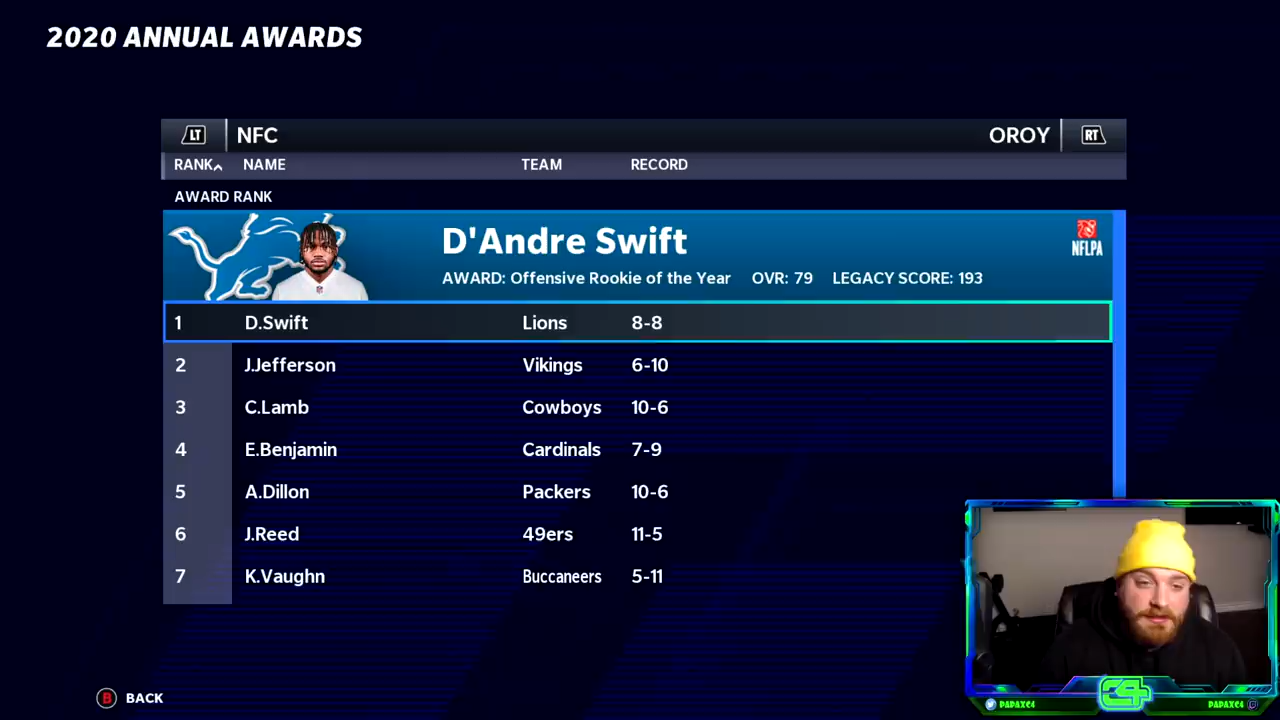 2020 ANNUAL AWARDS
LT NFC OROY RT
RANK NAME TEAM RECORD
AWARD RANK
D'Andre Swift
AWARD: Offensive Rookie of the Year OVR: 79 LEGACY SCORE: 193
NFLPA
1 D.Swift Lions 8-8
2 J.Jefferson Vikings 6-10
3 C.Lamb Cowboys 10-6
4 E.Benjamin Cardinals 7-9
5 A.Dillon Packers 10-6
6 J.Reed 49ers 11-5
7 K.Vaughn Buccaneers 5-11
B BACK
C4
PAPAXC4 PAPAXC4